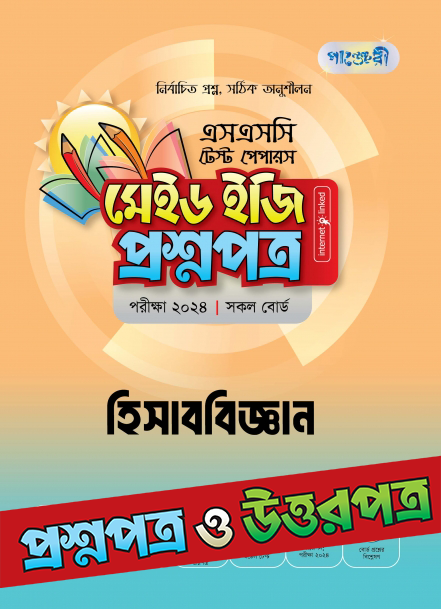 পাঞ্জেরী
নির্বাচিত প্রশ্ন, সঠিক অনুশীলন
এসএসসি
টেস্ট পেপারস
মেইড ইজি
প্রশ্নপত্র
internet linked
পরীক্ষা ২০২৪ | সকল বোর্ড
হিসাববিজ্ঞান
প্রশ্নপত্র ও উত্তরপত্র
পরীক্ষা ২০২৪
বোর্ড প্রশ্নের
বিশ্লেষণ